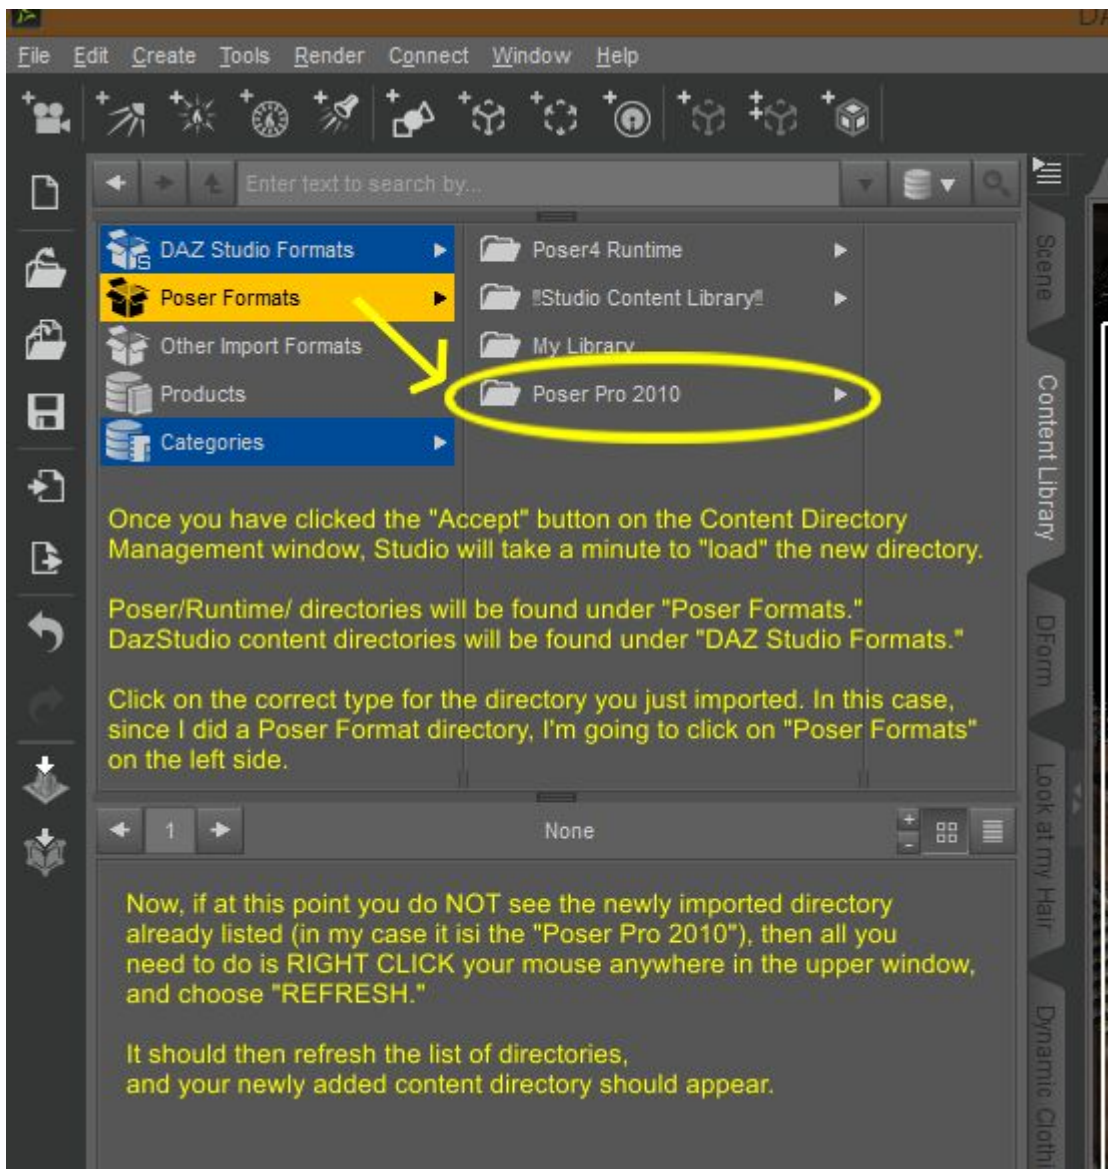 DA
File Edit Create Tools Render Connect Window Help
Enter text to search by...
DAZ Studio Formats
Poser Formats
Other Import Formats
Products
Categories
Poser4 Runtime
!!Studio Content Library!!
My Library
Poser Pro 2010
Once you have clicked the "Accept" button on the Content Directory
Management window, Studio will take a minute to "load" the new directory.
Poser/Runtime/ directories will be found under "Poser Formats."
DazStudio content directories will be found under "DAZ Studio Formats."
Click on the correct type for the directory you just imported. In this case,
since I did a Poser Format directory, I'm going to click on "Poser Formats"
on the left side.
1
None
Now, if at this point you do NOT see the newly imported directory
already listed (in my case it isi the "Poser Pro 2010"), then all you
need to do is RIGHT CLICK your mouse anywhere in the upper window,
and choose "REFRESH."
It should then refresh the list of directories,
and your newly added content directory should appear.
Scene
Content Library
DForm
Look at my Hair
Dynamic Cloth